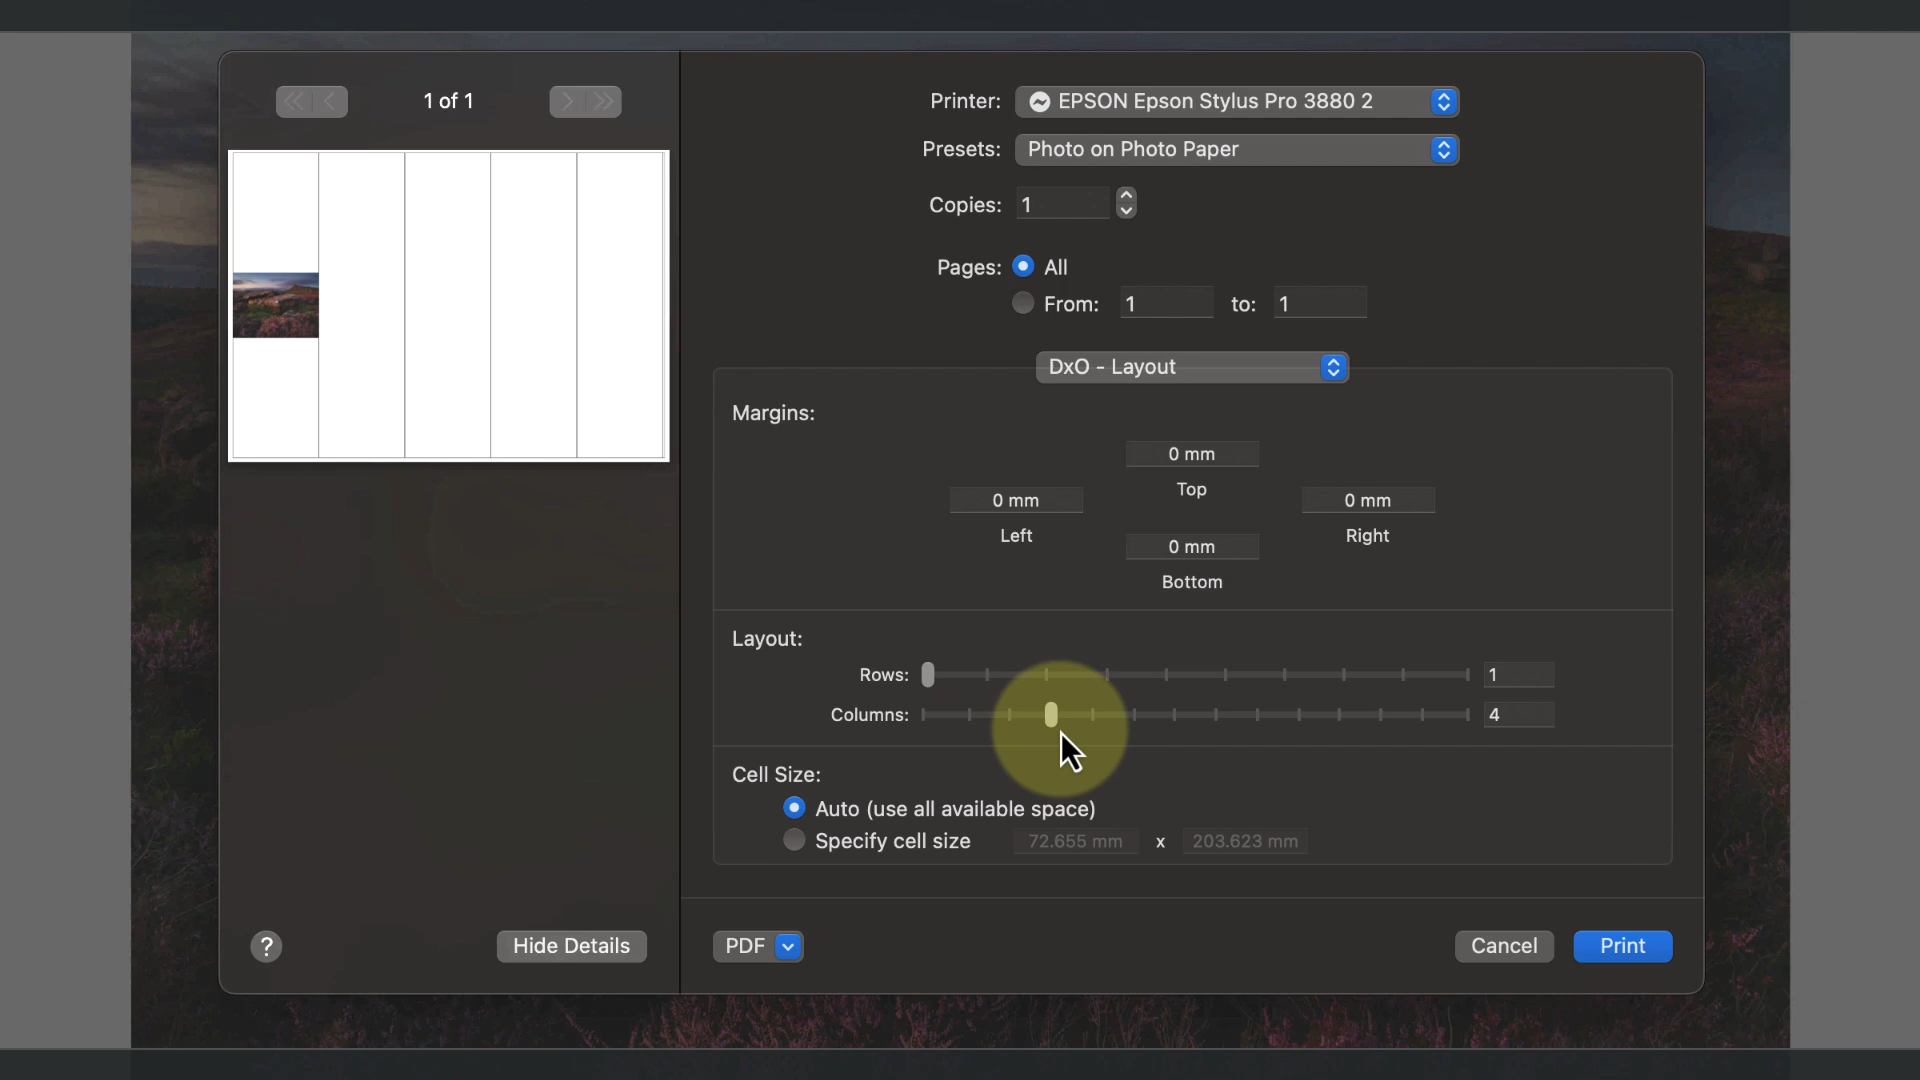 1 of 1
Printer: EPSON Epson Stylus Pro 3880 2
Presets: Photo on Photo Paper
Copies: 1
Pages: All
From: 1 to: 1
DxO - Layout
Margins:
0 mm
Top
0 mm
Left
0 mm
Right
0 mm
Bottom
Layout:
Rows: 1
Columns: 4
Cell Size:
Auto (use all available space)
Specify cell size 72.655 mm x 203.623 mm
? Hide Details PDF Cancel Print